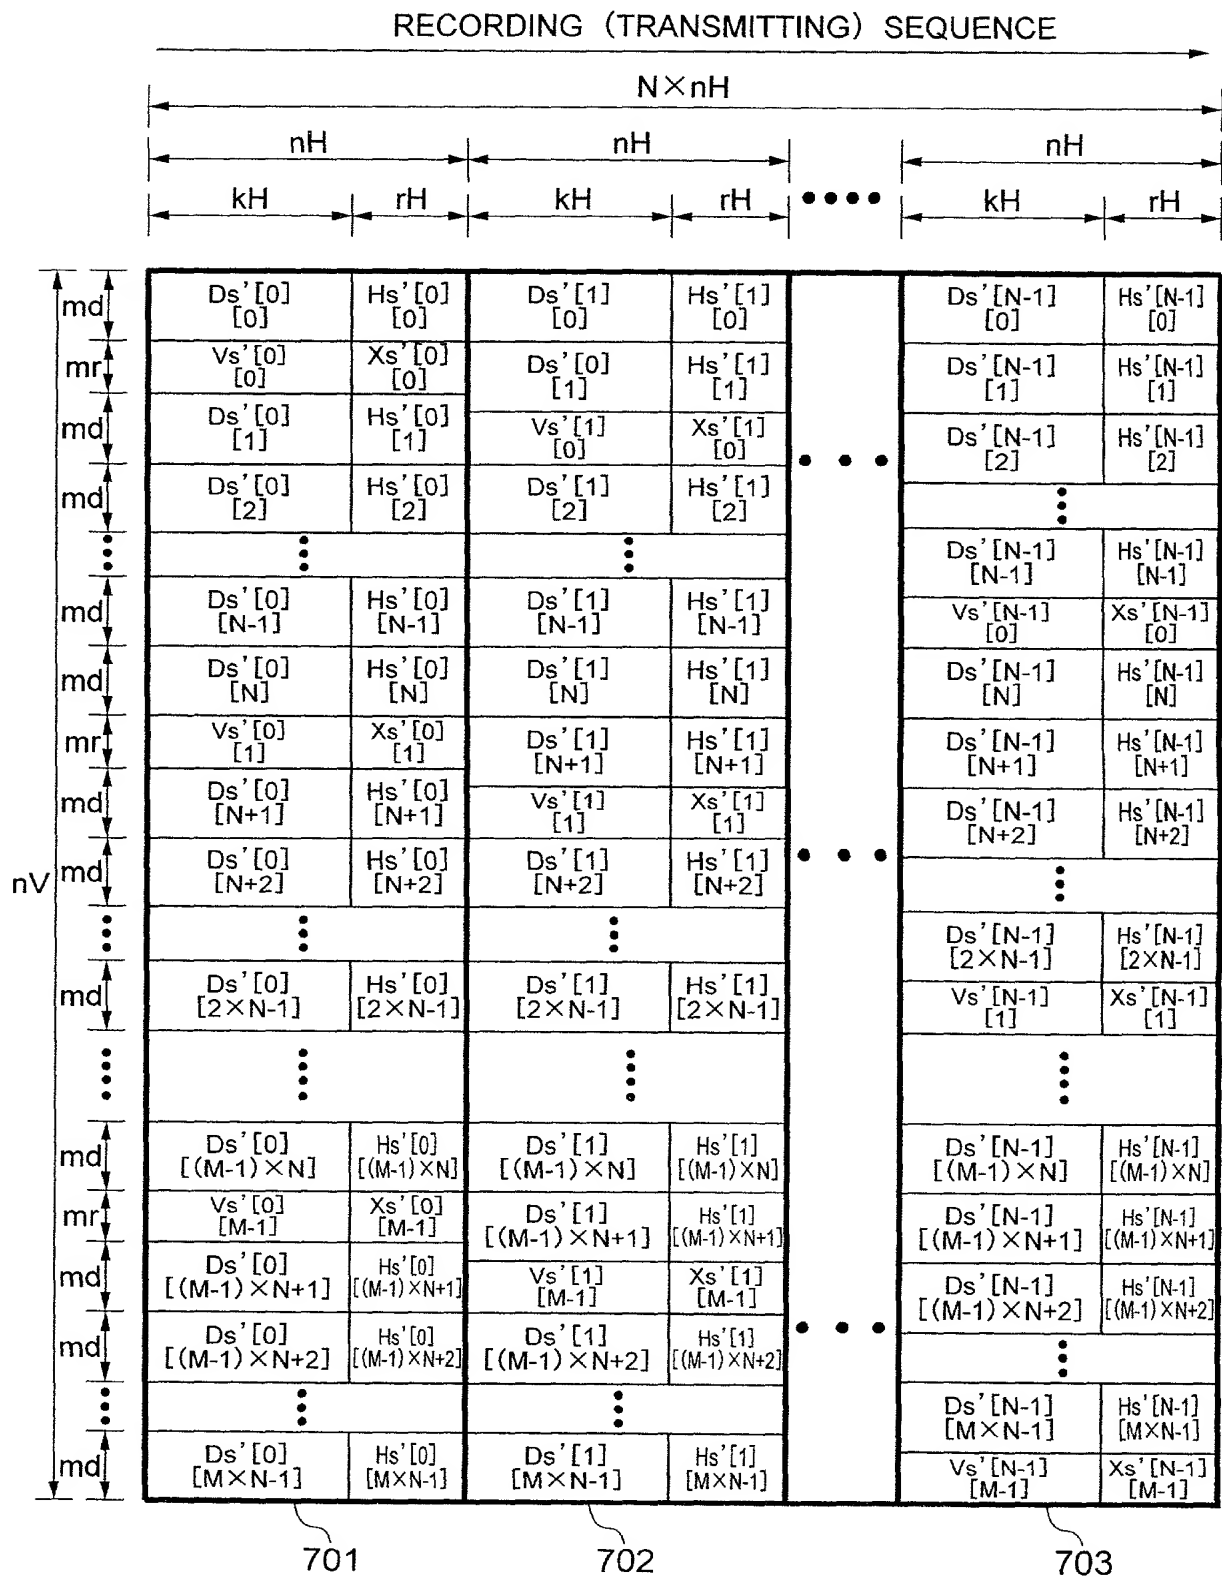 RECORDING (TRANSMITTING) SEQUENCE
N×nH
nH nH nH
kH rH kH rH •••• kH rH
md Ds'[0] Hs'[0] Ds'[1] Hs'[1] Ds'[N-1] Hs'[N-1]
[0] [0] [0] [0] [0] [0]
mr Vs'[0] Xs'[0] Ds'[0] Hs'[1] Ds'[N-1] Hs'[N-1]
[0] [0] [1] [1] [1] [1]
md Ds'[0] Hs'[0] Vs'[1] Xs'[1] Ds'[N-1] Hs'[N-1]
[1] [1] [0] [0] [2] [2]
md Ds'[0] Hs'[0] Ds'[1] Hs'[1]
[2] [2] [2] [2]
Ds'[N-1] Hs'[N-1]
[N-1] [N-1]
md Ds'[0] Hs'[0] Ds'[1] Hs'[1] Vs'[N-1] Xs'[N-1]
[N-1] [N-1] [N-1] [N-1] [0] [0]
md Ds'[0] Hs'[0] Ds'[1] Hs'[1] Ds'[N-1] Hs'[N-1]
[N] [N] [N] [N] [N] [N]
mr Vs'[0] Xs'[0] Ds'[1] Hs'[1] Ds'[N-1] Hs'[N-1]
[1] [1] [N+1] [N+1] [N+1] [N+1]
md Ds'[0] Hs'[0] Vs'[1] Xs'[1] Ds'[N-1] Hs'[N-1]
[N+1] [N+1] [1] [1] [N+2] [N+2]
nV md Ds'[0] Hs'[0] Ds'[1] Hs'[1]
[N+2] [N+2] [N+2] [N+2]
Ds'[N-1] Hs'[N-1]
[2×N-1] [2×N-1]
md Ds'[0] Hs'[0] Ds'[1] Hs'[1] Vs'[N-1] Xs'[N-1]
[2×N-1] [2×N-1] [2×N-1] [2×N-1] [1] [1]
md Ds'[0] Hs'[0] Ds'[1] Hs'[1] Ds'[N-1] Hs'[N-1]
[(M-1)×N] [(M-1)×N] [(M-1)×N] [(M-1)×N] [(M-1)×N] [(M-1)×N]
mr Vs'[0] Xs'[0] Ds'[1] Hs'[1] Ds'[N-1] Hs'[N-1]
[M-1] [M-1] [(M-1)×N+1] [(M-1)×N+1] [(M-1)×N+1] [(M-1)×N+1]
md Ds'[0] Hs'[0] Vs'[1] Xs'[1] Ds'[N-1] Hs'[N-1]
[(M-1)×N+1] [(M-1)×N+1] [M-1] [M-1] [(M-1)×N+2] [(M-1)×N+2]
md Ds'[0] Hs'[0] Ds'[1] Hs'[1]
[(M-1)×N+2] [(M-1)×N+2] [(M-1)×N+2] [(M-1)×N+2]
Ds'[N-1] Hs'[N-1]
[M×N-1] [M×N-1]
md Ds'[0] Hs'[0] Ds'[1] Hs'[1] Vs'[N-1] Xs'[N-1]
[M×N-1] [M×N-1] [M×N-1] [M×N-1] [M-1] [M-1]
701 702 703